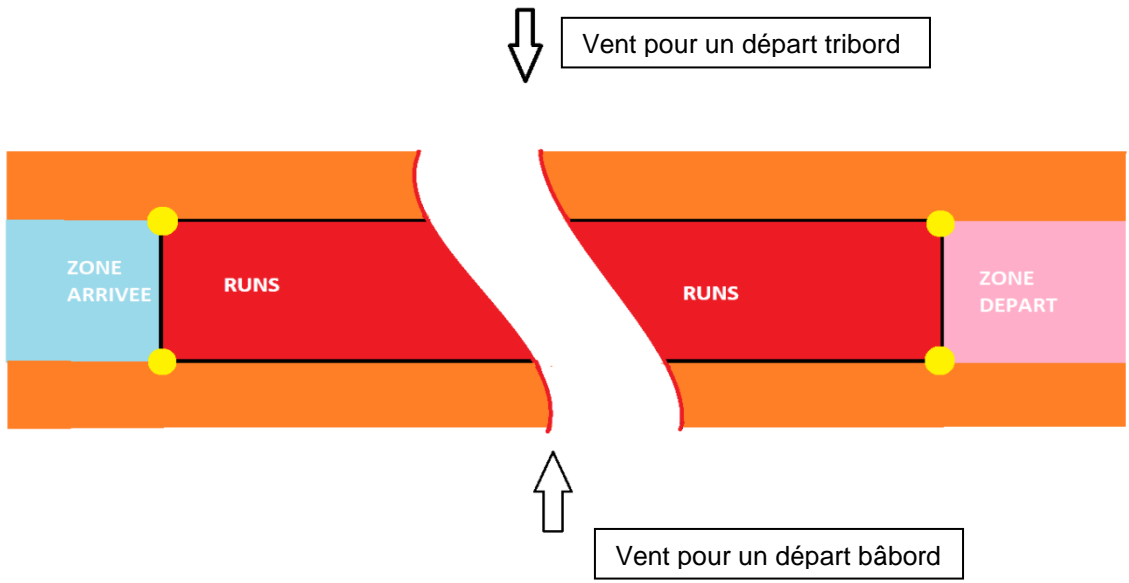 Vent pour un départ tribord
ZONE
ARRIVEE
RUNS
RUNS
ZONE
DEPART
Vent pour un départ bâbord